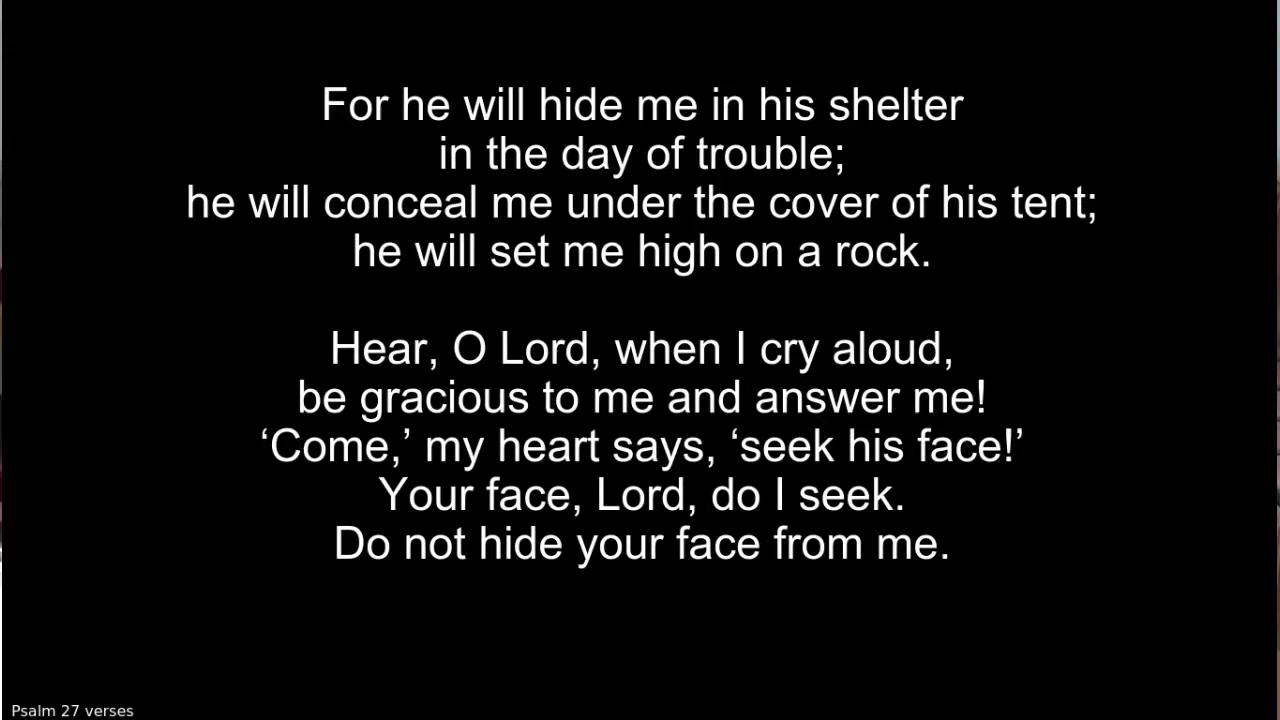 For he will hide me in his shelter
in the day of trouble;
he will conceal me under the cover of his tent;
he will set me high on a rock.
Hear, O Lord, when I cry aloud,
be gracious to me and answer me!
‘Come,’ my heart says, ‘seek his face!’
Your face, Lord, do I seek.
Do not hide your face from me.
Psalm 27 verses